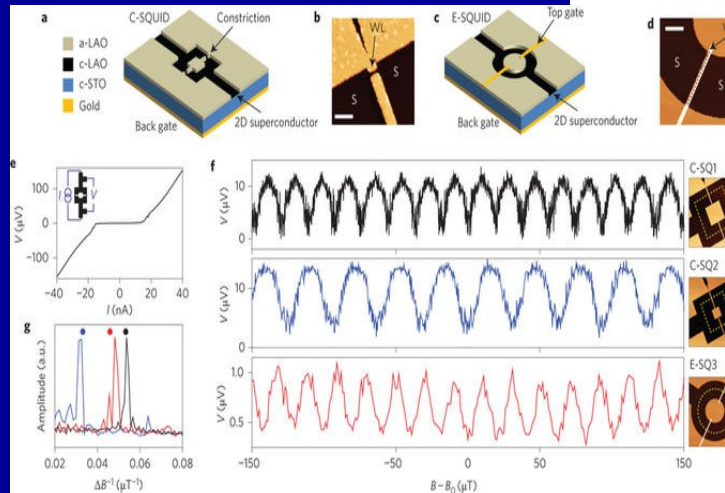 a
C-SQUID
Constriction
a-LAO
c-LAO
c-STO
Gold
Back gate
2D superconductor
b
WL
S
S
c
E-SQUID
Top gate
Back gate
2D superconductor
d
S
S
e
V (µV)
100
0
−100
I
V
−40
−20
0
20
40
I (nA)
f
V (µV)
10
0
C-SQ1
V (µV)
10
0
C-SQ2
V (µV)
1.0
0.5
E-SQ3
−150
−100
−50
0
50
100
150
B − B₀ (µT)
g
Amplitude (a.u.)
0.02
0.04
0.06
0.08
ΔB⁻¹ (µT⁻¹)